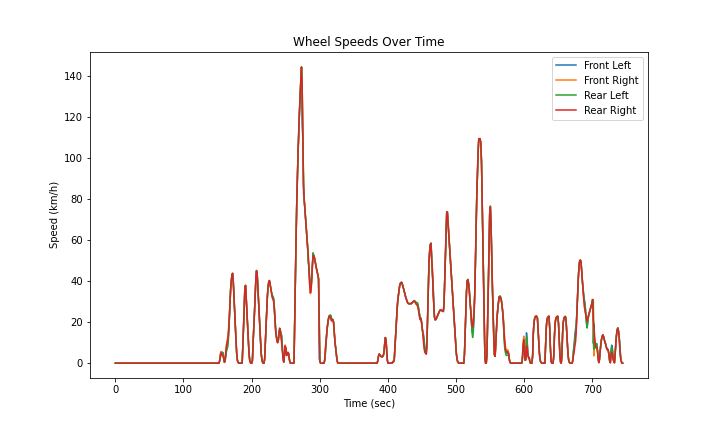 Wheel Speeds Over Time
Front Left
Front Right
Rear Left
Rear Right
Speed (km/h)
140
120
100
80
60
40
20
0
0 100 200 300 400 500 600 700
Time (sec)